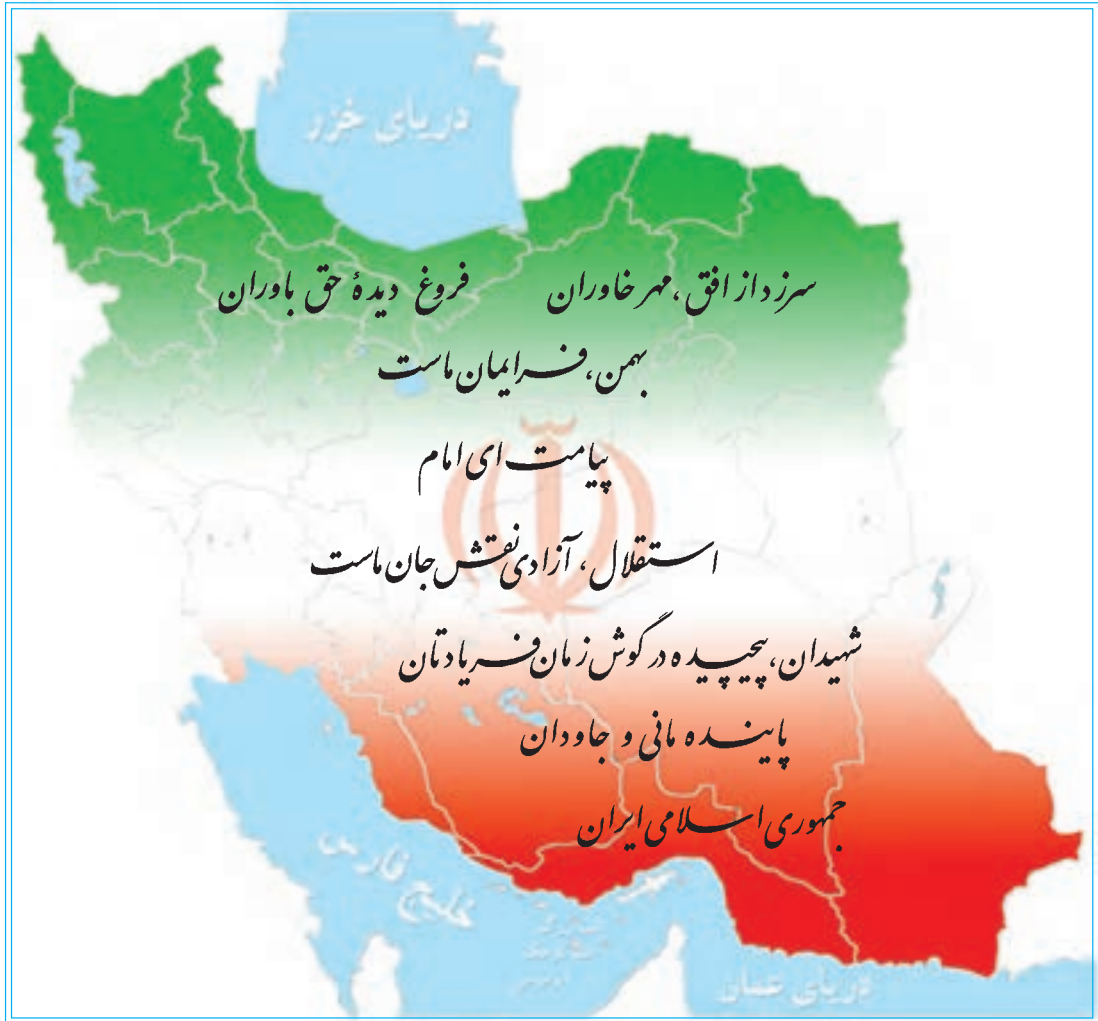 دریای خزر
سرزد از افق، مهر خاوران فروغ دیدهٔ حق باوران
بهمن، فر ایمان ماست
پیامت ای امام
استقلال، آزادی نقش جان ماست
شهیدان، پیچیده در گوش زمان فریادتان
پاینده مانی و جاودان
جمهوری اسلامی ایران
خلیج فارس
دریای عمان